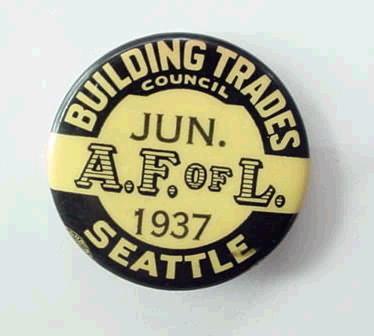 BUILDING TRADES
COUNCIL
JUN.
A.F. OF L.
1937
SEATTLE